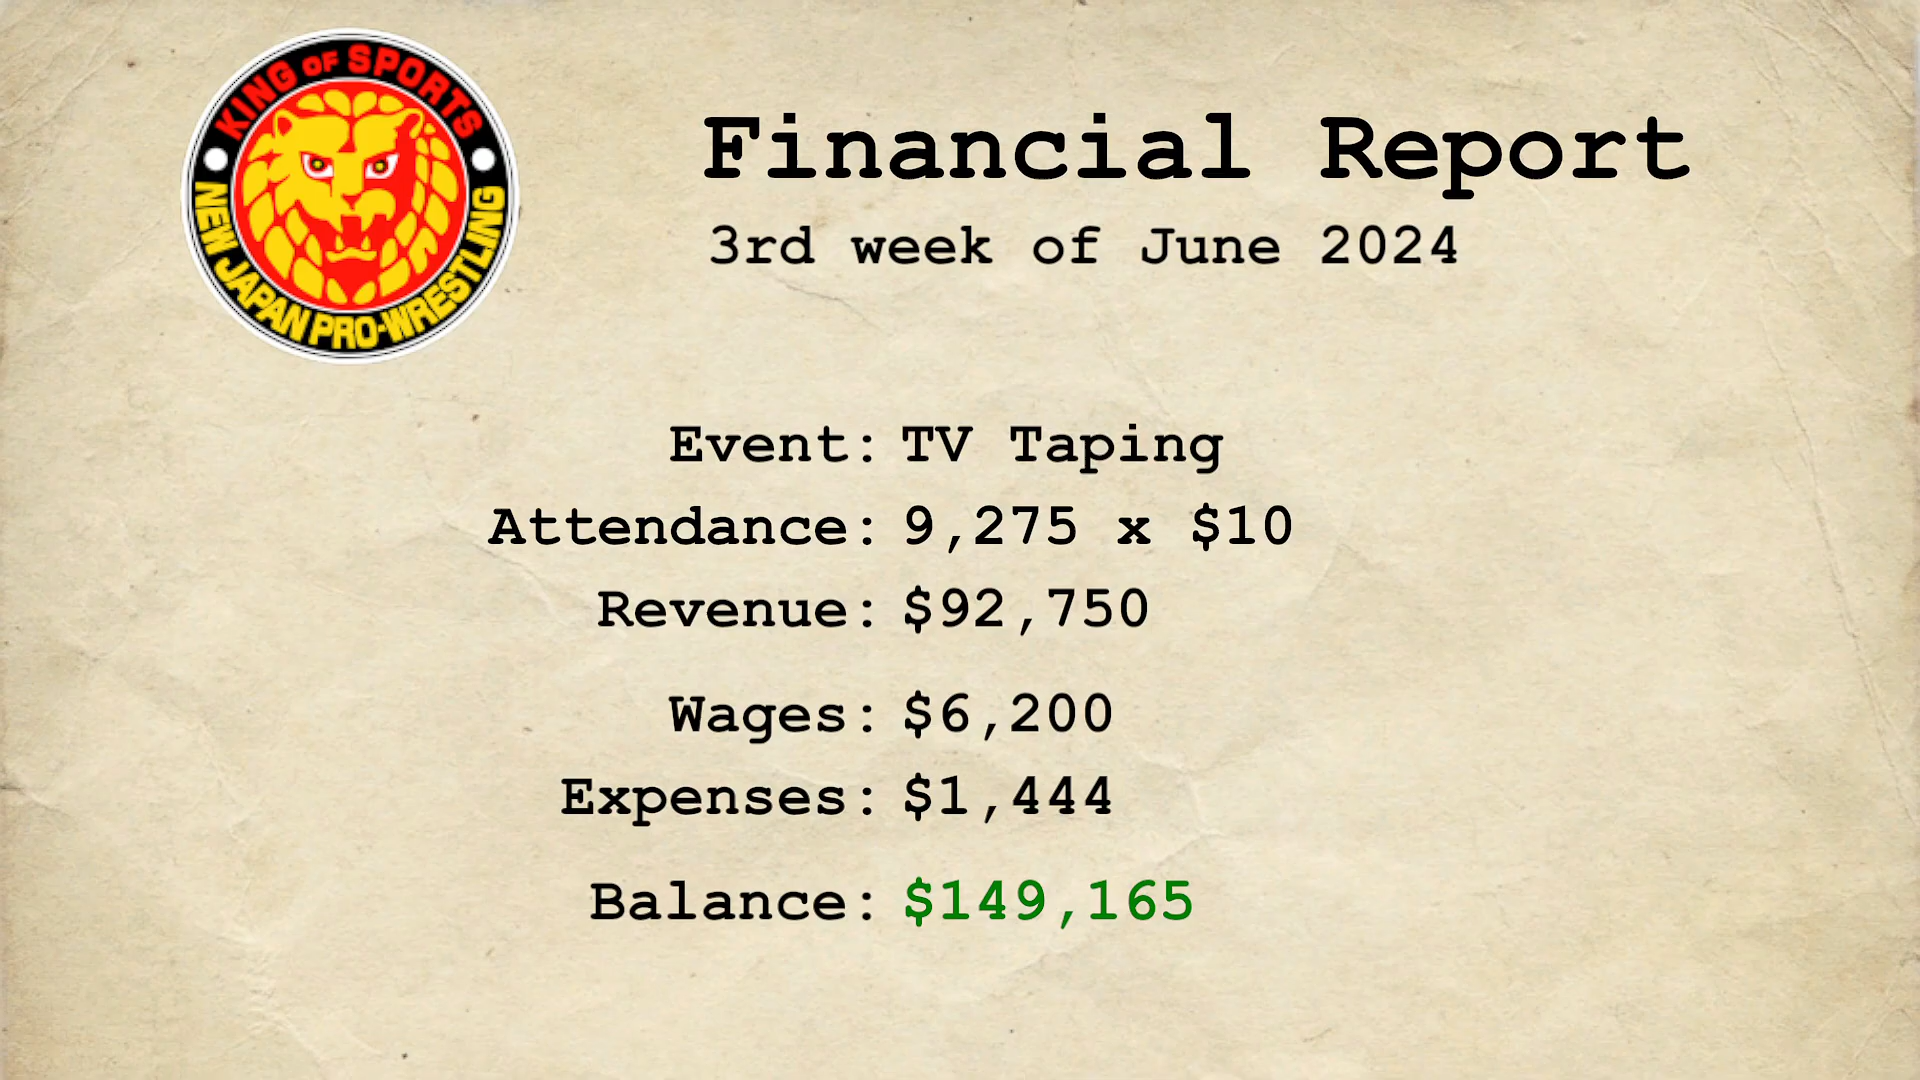 KING OF SPORTS
NEW JAPAN PRO-WRESTLING
Financial Report
3rd week of June 2024
Event: TV Taping
Attendance: 9,275 x $10
Revenue: $92,750
Wages: $6,200
Expenses: $1,444
Balance: $149,165